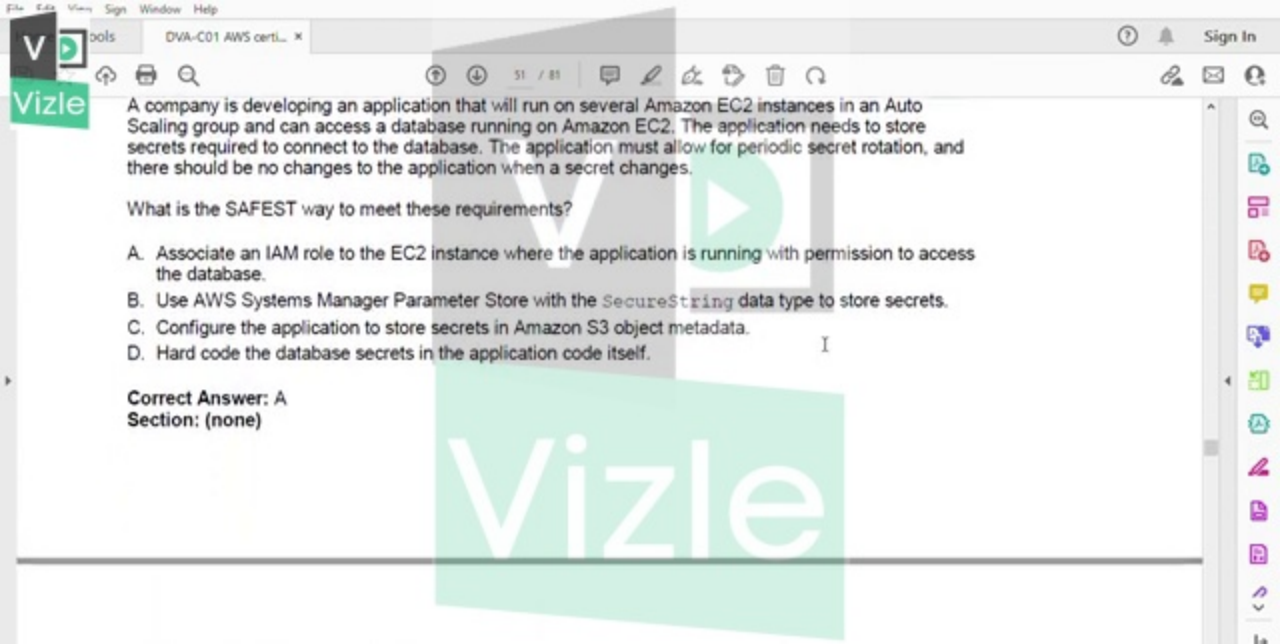 File Edit View Sign Window Help
ools
DVA-C01 AWS certi... ×
Sign In
51 / 81
V
Vizle
A company is developing an application that will run on several Amazon EC2 instances in an Auto
Scaling group and can access a database running on Amazon EC2. The application needs to store
secrets required to connect to the database. The application must allow for periodic secret rotation, and
there should be no changes to the application when a secret changes.
What is the SAFEST way to meet these requirements?
A. Associate an IAM role to the EC2 instance where the application is running with permission to access
the database.
B. Use AWS Systems Manager Parameter Store with the SecureString data type to store secrets.
C. Configure the application to store secrets in Amazon S3 object metadata.
D. Hard code the database secrets in the application code itself.
Correct Answer: A
Section: (none)
V
Vizle